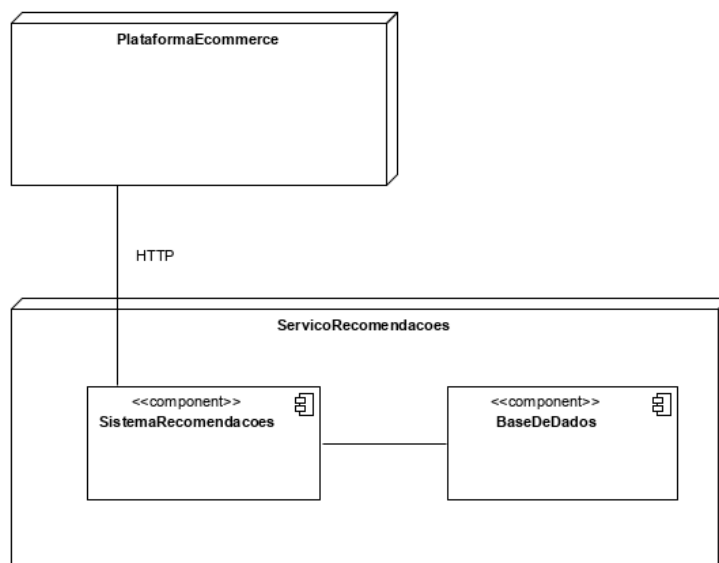 PlataformaEcommerce
HTTP
ServicoRecomendacoes
<<component>>
SistemaRecomendacoes
<<component>>
BaseDeDados